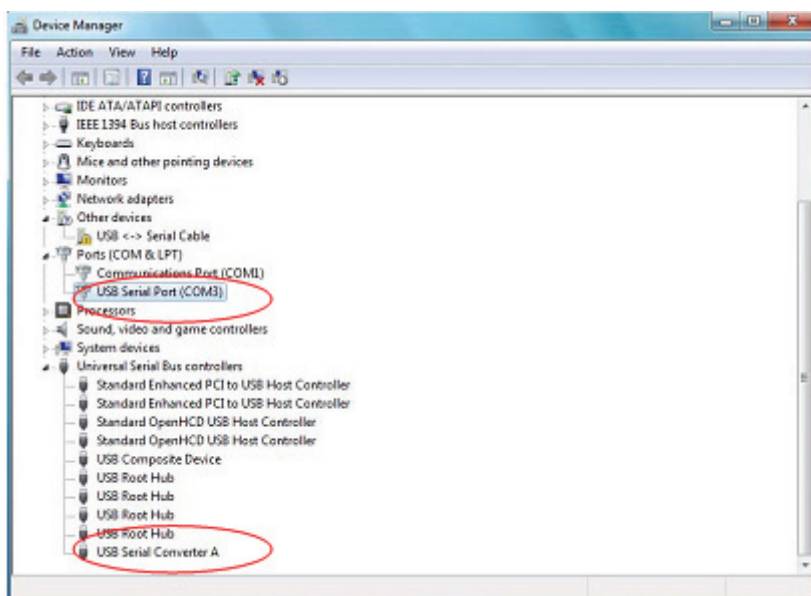 Device Manager
File Action View Help
IDE ATA/ATAPI controllers
IEEE 1394 Bus host controllers
Keyboards
Mice and other pointing devices
Monitors
Network adapters
Other devices
USB <-> Serial Cable
Ports (COM & LPT)
Communications Port (COM1)
USB Serial Port (COM3)
Processors
Sound, video and game controllers
System devices
Universal Serial Bus controllers
Standard Enhanced PCI to USB Host Controller
Standard Enhanced PCI to USB Host Controller
Standard OpenHCD USB Host Controller
Standard OpenHCD USB Host Controller
USB Composite Device
USB Root Hub
USB Root Hub
USB Root Hub
USB Root Hub
USB Serial Converter A